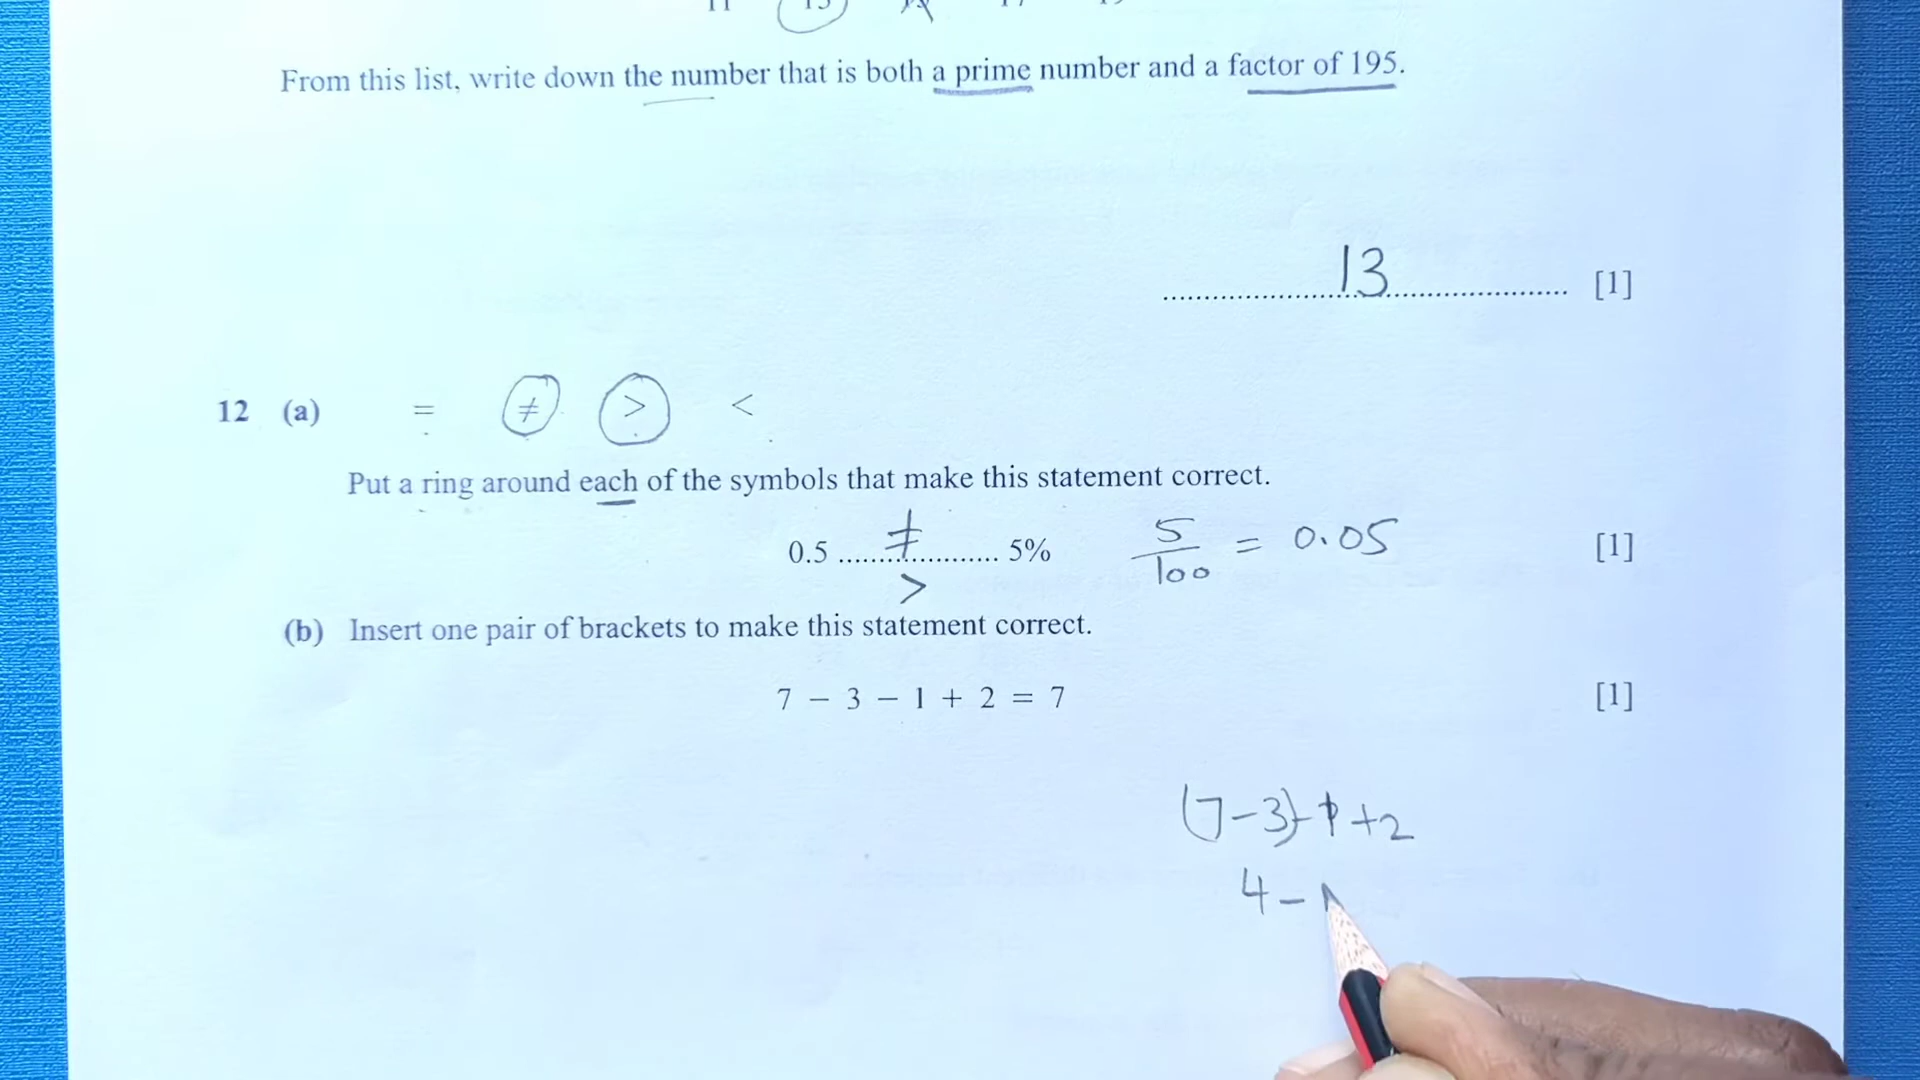 From this list, write down the number that is both a prime number and a factor of 195.
13 [1]
12 (a) = ≠ > <
Put a ring around each of the symbols that make this statement correct.
0.5 ........≠........ 5% 5/100 = 0.05 [1]
>
(b) Insert one pair of brackets to make this statement correct.
7 − 3 − 1 + 2 = 7 [1]
(7-3)-1+2
4 -